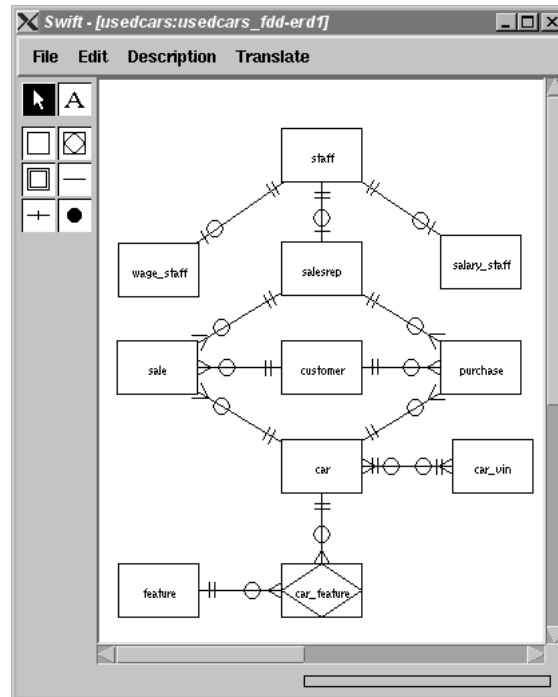 Swift - [usedcars:usedcars_fdd-erd1]
File Edit Description Translate
A
staff
wage_staff
salesrep
salary_staff
sale
customer
purchase
car
car_vin
feature
car_feature